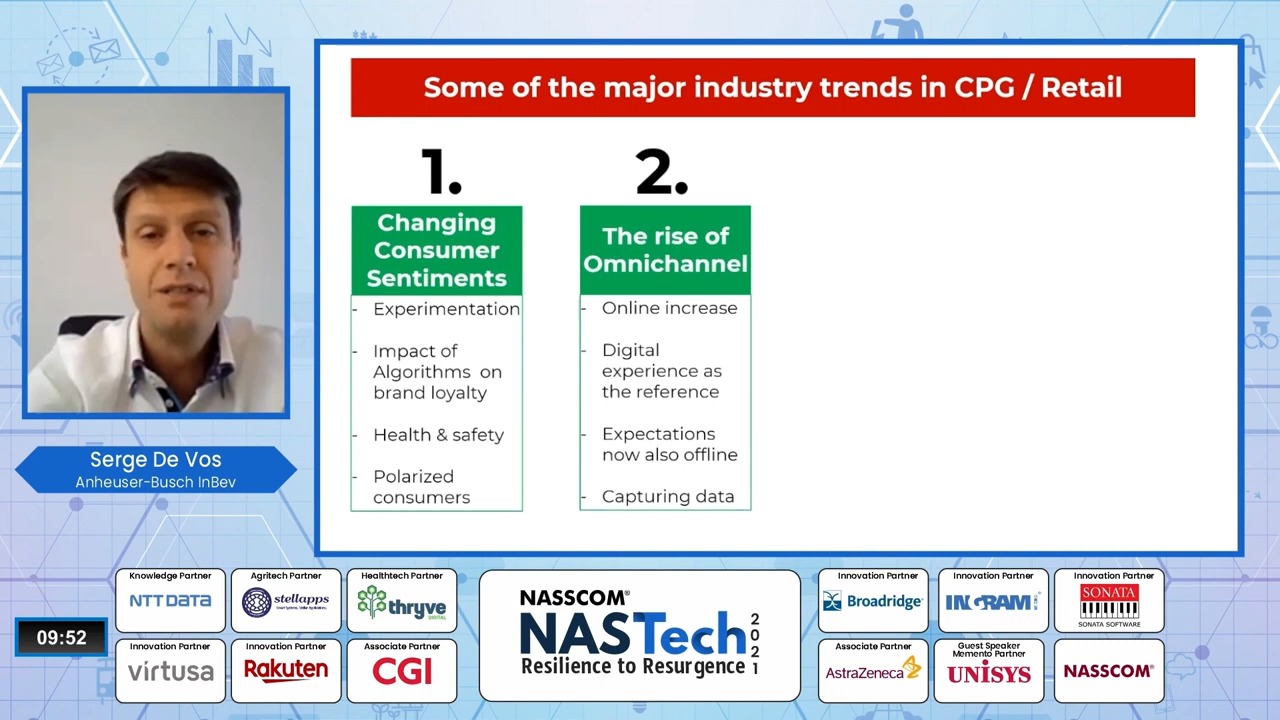 Some of the major industry trends in CPG / Retail
1.
Changing
Consumer
Sentiments
- Experimentation
- Impact of
Algorithms on
brand loyalty
- Health & safety
- Polarized
consumers
2.
The rise of
Omnichannel
- Online increase
- Digital
experience as
the reference
- Expectations
now also offline
- Capturing data
Serge De Vos
Anheuser-Busch InBev
09:52
Knowledge Partner
NTT DATA
Agritech Partner
stellapps
Healthtech Partner
thryve
DIGITAL
Innovation Partner
virtusa
Innovation Partner
Rakuten
Associate Partner
CGI
NASSCOM®
NASTech
2021
Resilience to Resurgence
Innovation Partner
Broadridge®
Innovation Partner
INGRAM
Innovation Partner
SONATA
SONATA SOFTWARE
Associate Partner
AstraZeneca
Guest Speaker
Memento Partner
UNISYS
NASSCOM®